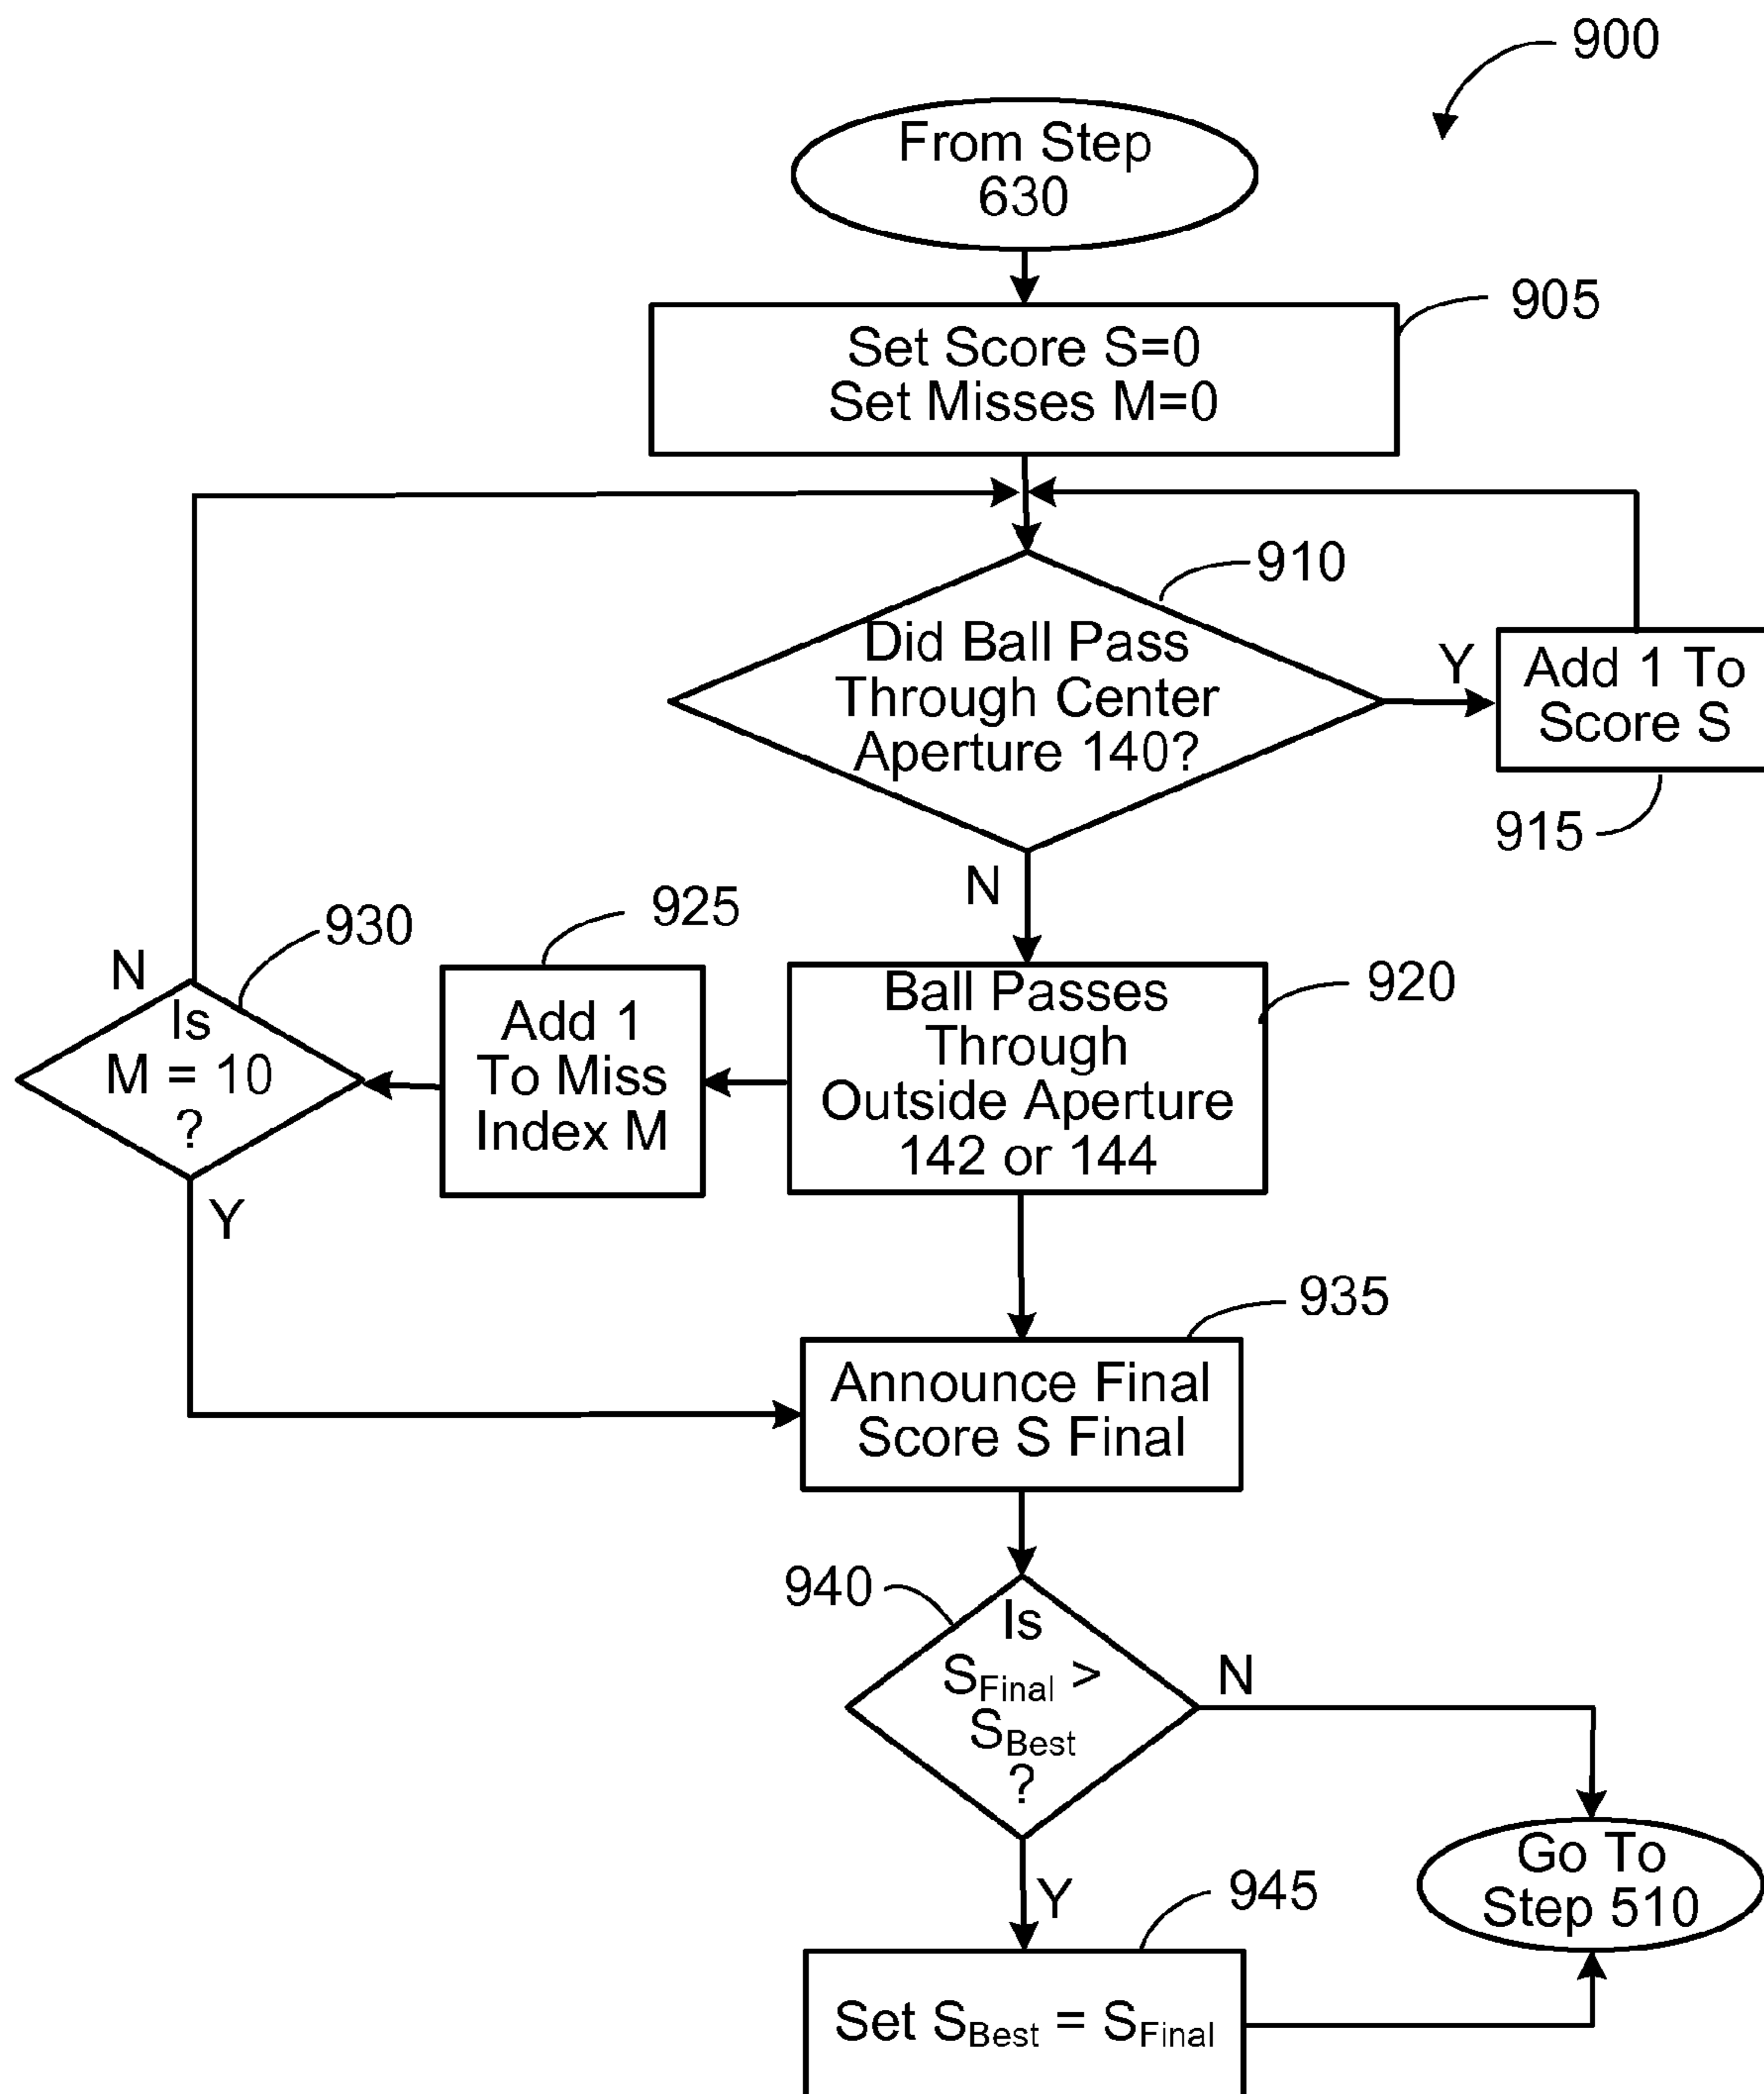 900
From Step
630
905
Set Score S=0
Set Misses M=0
910
Did Ball Pass
Through Center
Aperture 140?
Y
Add 1 To
Score S
915
N
930
925
920
N
Is
M = 10
?
Y
Add 1
To Miss
Index M
Ball Passes
Through
Outside Aperture
142 or 144
935
Announce Final
Score S Final
940
Is
SFinal >
SBest
?
N
Y
Go To
Step 510
945
Set SBest = SFinal